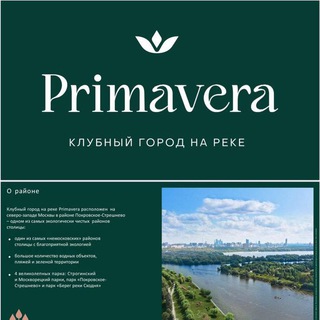 Primavera
КЛУБНЫЙ ГОРОД НА РЕКЕ
О районе
Клубный город на реке Primavera расположен на
северо-западе Москвы в районе Покровское-Стрешнево
– одном из самых экологически чистых районов
столицы:
один из самых «немосковских» районов
столицы с благоприятной экологией
большое количество водных объектов,
пляжей и зеленой территории
4 великолепных парка: Строгинский
и Москворецкий парки, парк «Покровское-
Стрешнево» и парк «Берег реки Сходня»